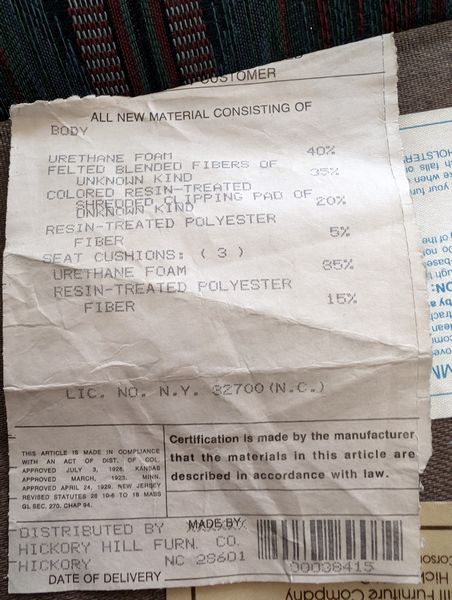 CUSTOMER
ALL NEW MATERIAL CONSISTING OF
BODY
URETHANE FOAM 40%
FELTED BLENDED FIBERS OF 35%
UNKNOWN KIND
COLORED RESIN-TREATED
SHREDDED CLIPPING PAD OF 20%
UNKNOWN KIND
RESIN-TREATED POLYESTER 5%
FIBER
SEAT CUSHIONS: ( 3 )
URETHANE FOAM 85%
RESIN-TREATED POLYESTER
FIBER 15%
LIC. NO. N.Y. 32700 (N.C.)
THIS ARTICLE IS MADE IN COMPLIANCE
WITH AN ACT OF DIST. OF COL.
APPROVED JULY 3, 1926, KANSAS
APPROVED MARCH, 1923, MINN.
APPROVED APRIL 24, 1929, NEW JERSEY
REVISED STATUTES 26 10-6 TO 18 MASS
GL SEC. 270. CHAP 94.
Certification is made by the manufacturer
that the materials in this article are
described in accordance with law.
DISTRIBUTED BY MADE BY:
HICKORY HILL FURN. CO.
HICKORY NC 28601
00038415
DATE OF DELIVERY
Furniture Company